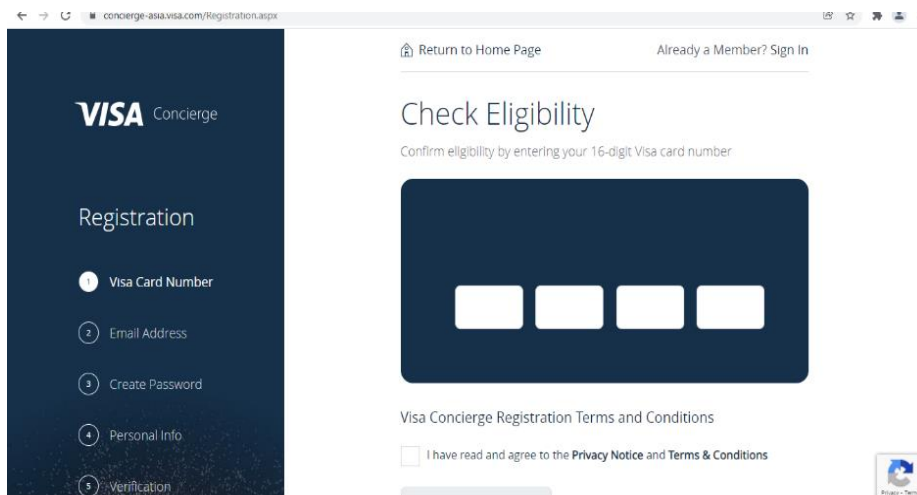 concierge-asia.visa.com/Registration.aspx
Return to Home Page
Already a Member? Sign In
VISA Concierge
Check Eligibility
Confirm eligibility by entering your 16-digit Visa card number
Registration
1 Visa Card Number
2 Email Address
3 Create Password
4 Personal Info
5 Verification
Visa Concierge Registration Terms and Conditions
I have read and agree to the Privacy Notice and Terms & Conditions